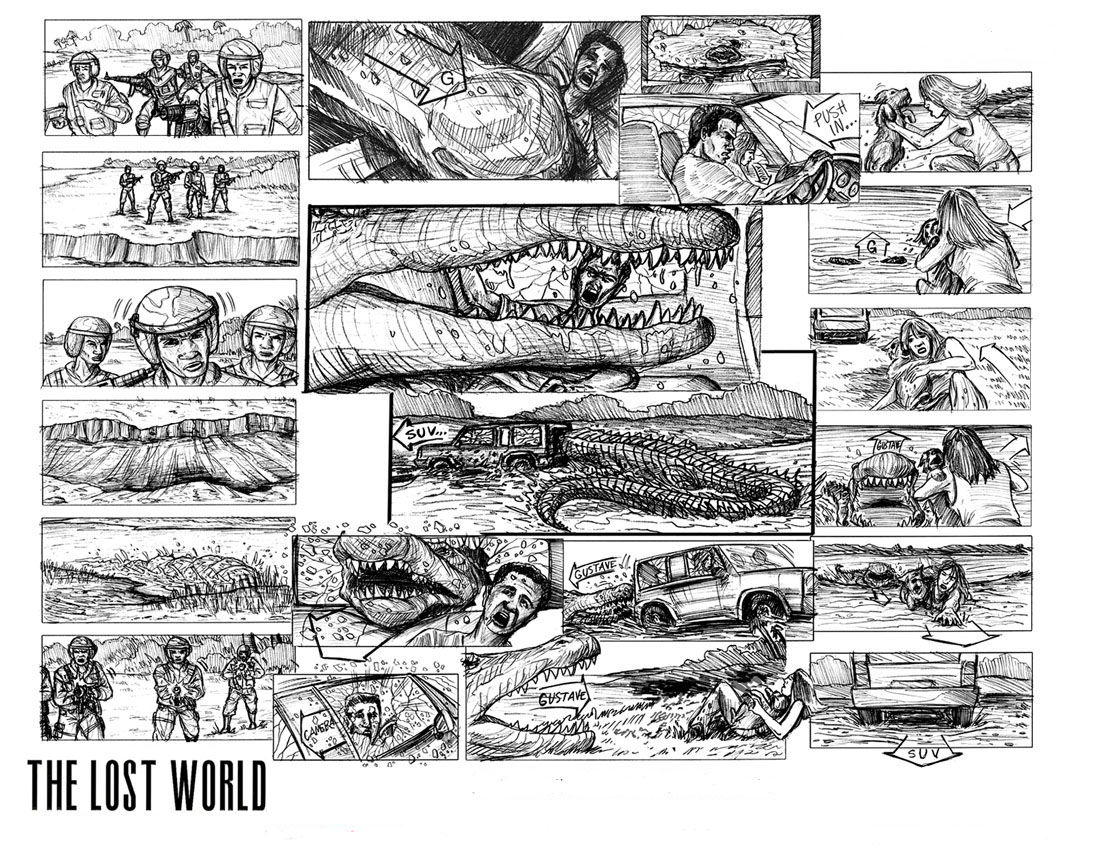 G
PUSH
IN...
G
SUV...
GUSTAVE
GUSTAVE
CAMERA
GUSTAVE
SUV
THE LOST WORLD